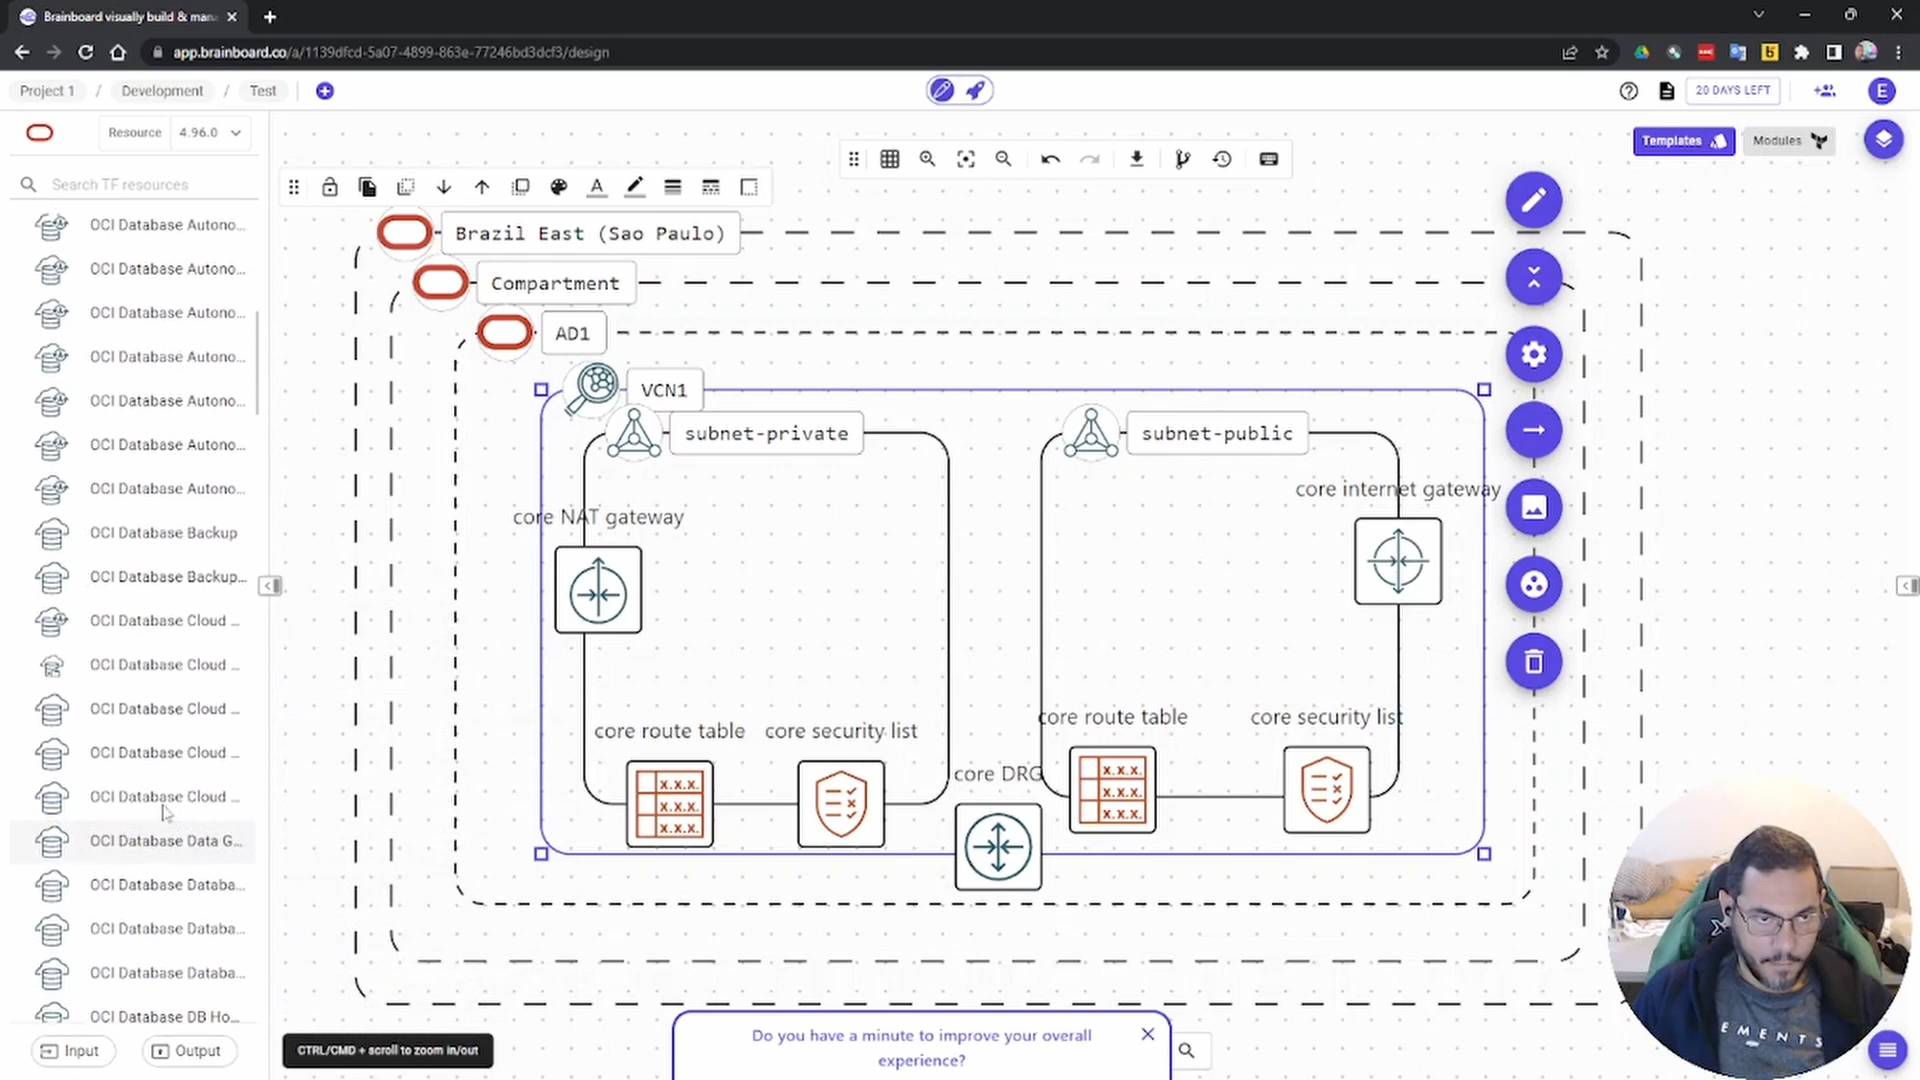 Brainboard visually build & man
app.brainboard.co/a/1139dfcd-5a07-4899-863e-77246bd3dcf3/design
Project 1 / Development / Test
20 DAYS LEFT
E
Resource 4.96.0
Templates
Modules
Search TF resources
OCI Database Autono...
OCI Database Autono...
OCI Database Autono...
OCI Database Autono...
OCI Database Autono...
OCI Database Autono...
OCI Database Autono...
OCI Database Backup
OCI Database Backup...
OCI Database Cloud ...
OCI Database Cloud ...
OCI Database Cloud ...
OCI Database Cloud ...
OCI Database Cloud ...
OCI Database Data G...
OCI Database Databa...
OCI Database Databa...
OCI Database Databa...
OCI Database DB Ho...
Input
Output
Brazil East (Sao Paulo)
Compartment
AD1
VCN1
subnet-private
subnet-public
core internet gateway
core NAT gateway
core route table
core security list
core route table
core security list
core DRG
x.x.x.
x.x.x.
x.x.x.
x.x.x.
x.x.x.
x.x.x.
CTRL/CMD + scroll to zoom in/out
Do you have a minute to improve your overall
experience?
EMENTS